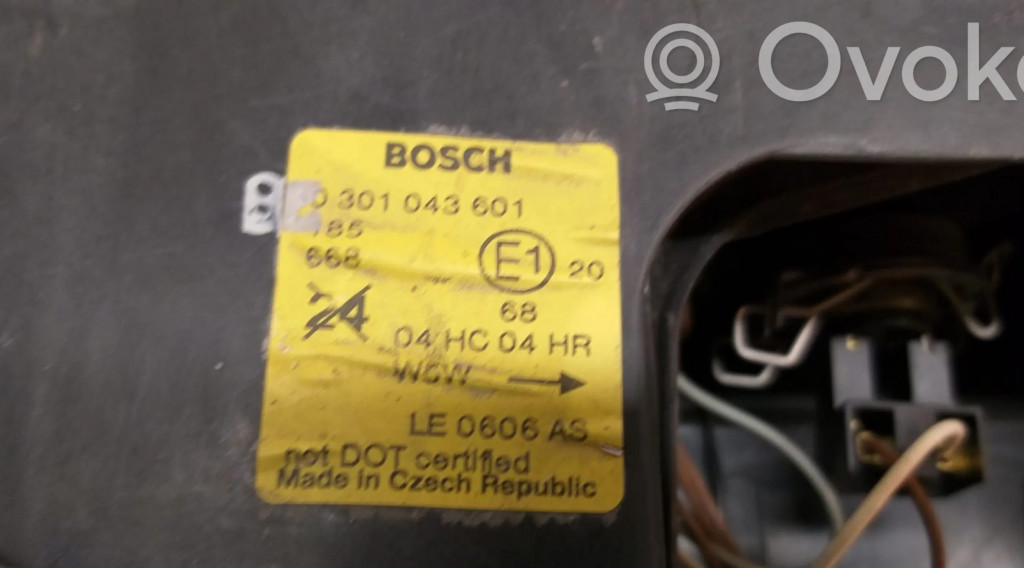 Ovoko
BOSCH
0 301 043 601
185
668
E1 20
68
24
04 HC 04 HR
W5W
LE 0606 AS
not DOT certified
Made in Czech Republic